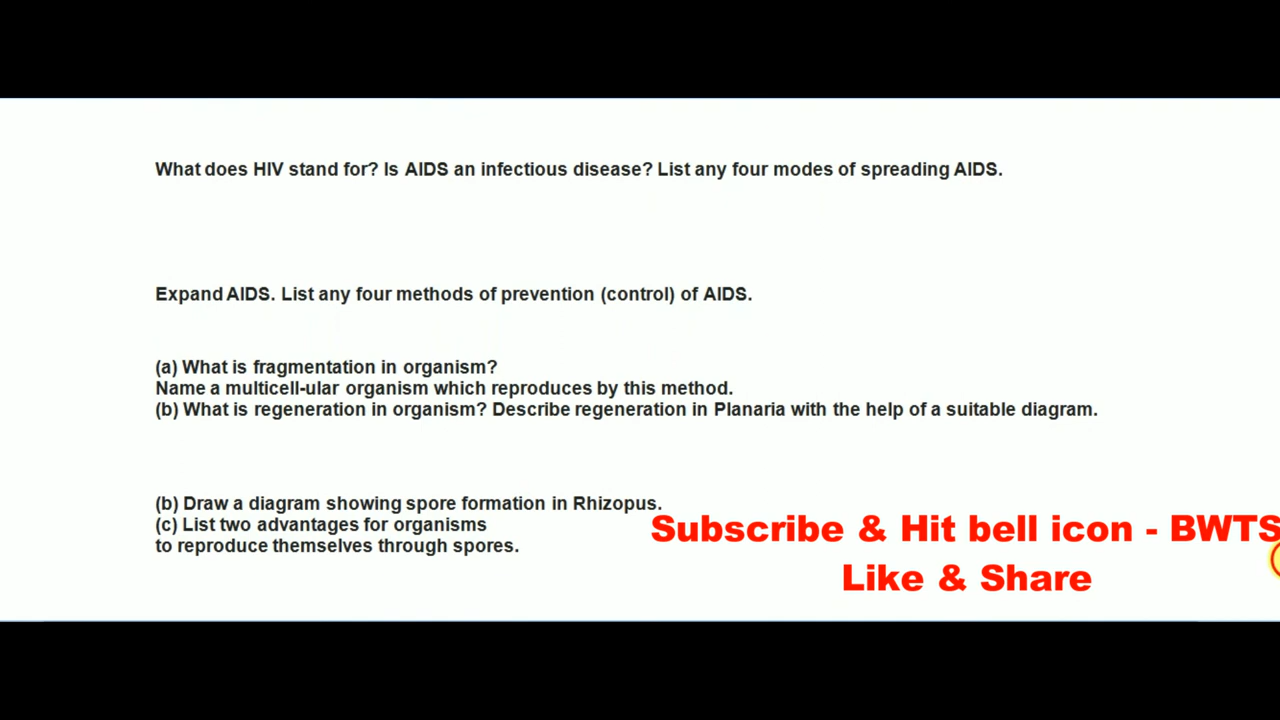 What does HIV stand for? Is AIDS an infectious disease? List any four modes of spreading AIDS.
Expand AIDS. List any four methods of prevention (control) of AIDS.
(a) What is fragmentation in organism?
Name a multicell-ular organism which reproduces by this method.
(b) What is regeneration in organism? Describe regeneration in Planaria with the help of a suitable diagram.
(b) Draw a diagram showing spore formation in Rhizopus.
(c) List two advantages for organisms
to reproduce themselves through spores.
Subscribe & Hit bell icon - BWTS
Like & Share